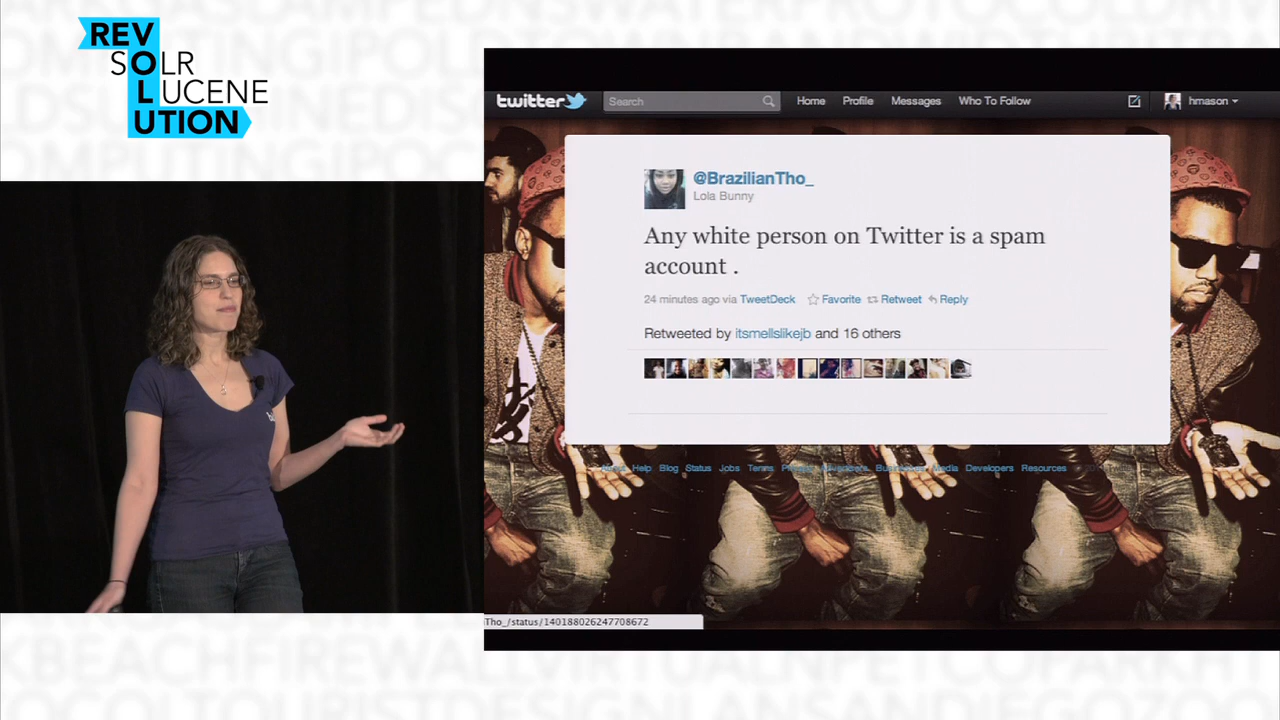 REV
SOLR
LUCENE
UTION
twitter
Search
Home Profile Messages Who To Follow
hmason
@BrazilianTho_
Lola Bunny
Any white person on Twitter is a spam
account .
24 minutes ago via TweetDeck Favorite Retweet Reply
Retweeted by itsmellslikejb and 16 others
Help Blog Status Jobs Terms Developers Resources
Tho_/status/140188026247708672